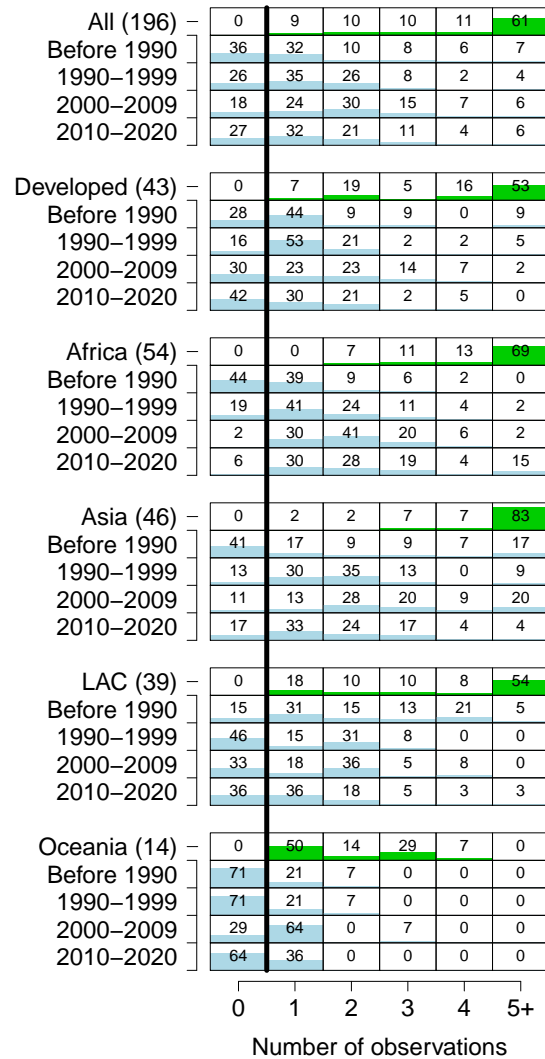 All (196) 0 9 10 10 11 61
Before 1990 36 32 10 8 6 7
1990−1999 26 35 26 8 2 4
2000−2009 18 24 30 15 7 6
2010−2020 27 32 21 11 4 6
Developed (43) 0 7 19 5 16 53
Before 1990 28 44 9 9 0 9
1990−1999 16 53 21 2 2 5
2000−2009 30 23 23 14 7 2
2010−2020 42 30 21 2 5 0
Africa (54) 0 0 7 11 13 69
Before 1990 44 39 9 6 2 0
1990−1999 19 41 24 11 4 2
2000−2009 2 30 41 20 6 2
2010−2020 6 30 28 19 4 15
Asia (46) 0 2 2 7 7 83
Before 1990 41 17 9 9 7 17
1990−1999 13 30 35 13 0 9
2000−2009 11 13 28 20 9 20
2010−2020 17 33 24 17 4 4
LAC (39) 0 18 10 10 8 54
Before 1990 15 31 15 13 21 5
1990−1999 46 15 31 8 0 0
2000−2009 33 18 36 5 8 0
2010−2020 36 36 18 5 3 3
Oceania (14) 0 50 14 29 7 0
Before 1990 71 21 7 0 0 0
1990−1999 71 21 7 0 0 0
2000−2009 29 64 0 7 0 0
2010−2020 64 36 0 0 0 0
0 1 2 3 4 5+
Number of observations